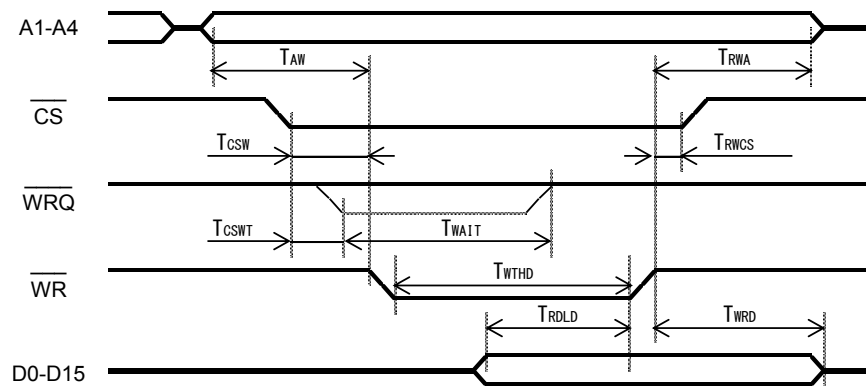 A1-A4
TAW
TRWA
CS
TCSW
TRWCS
WRQ
TCSWT
TWAIT
WR
TWTHD
TRDLD
TWRD
D0-D15